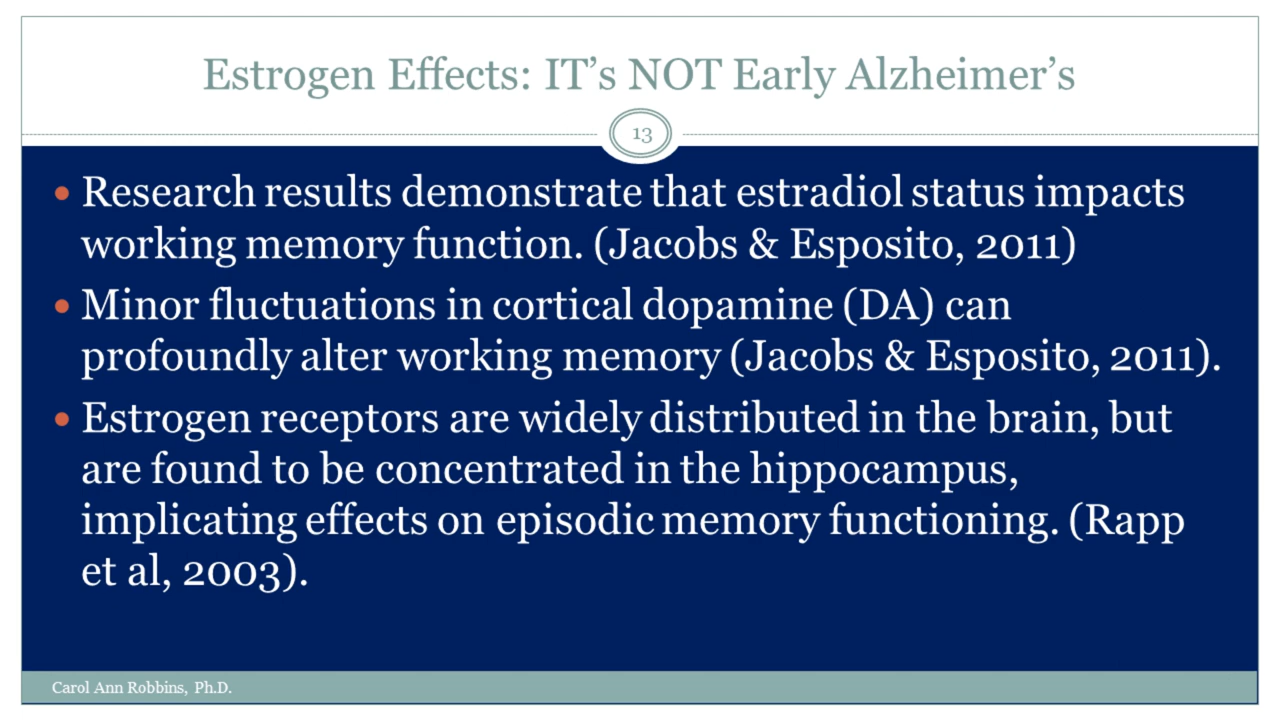 Estrogen Effects: IT’s NOT Early Alzheimer’s
13
• Research results demonstrate that estradiol status impacts
working memory function. (Jacobs & Esposito, 2011)
• Minor fluctuations in cortical dopamine (DA) can
profoundly alter working memory (Jacobs & Esposito, 2011).
• Estrogen receptors are widely distributed in the brain, but
are found to be concentrated in the hippocampus,
implicating effects on episodic memory functioning. (Rapp
et al, 2003).
Carol Ann Robbins, Ph.D.